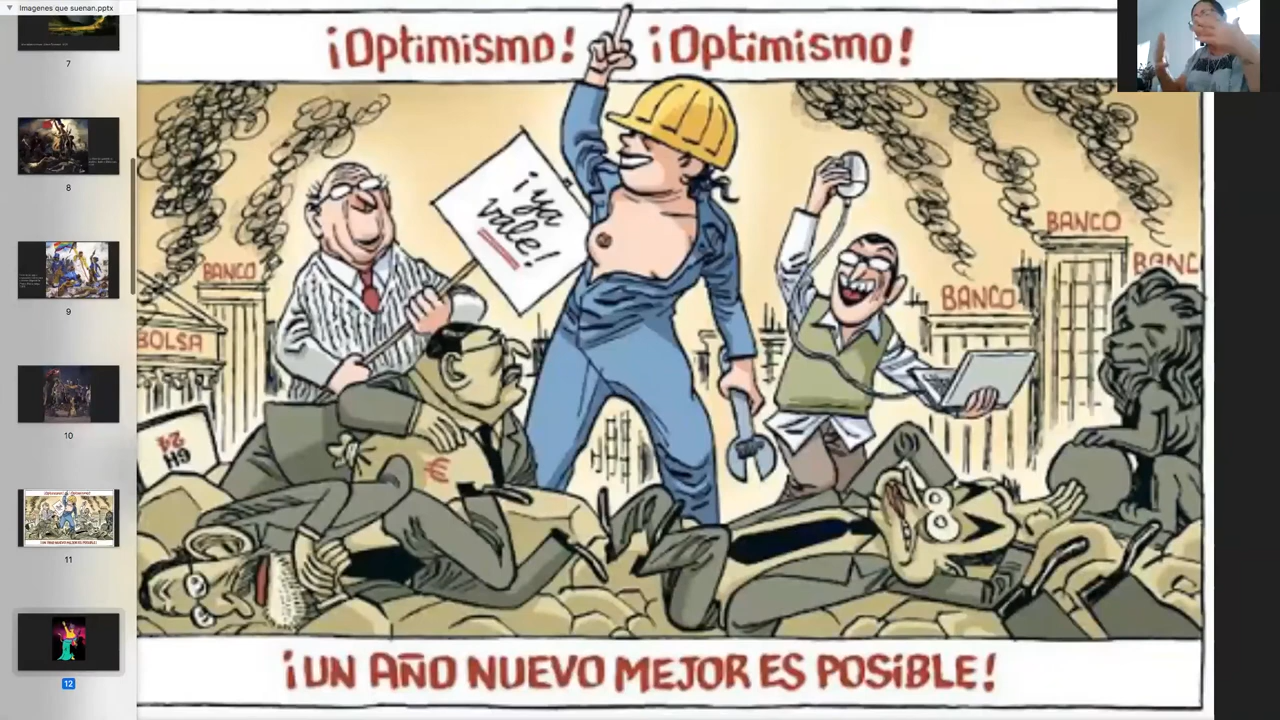 Imagenes que suenan.pptx
7
8
9
10
11
12
¡Optimismo! ¡Optimismo!
¡ya
vale!
BANCO
BOLSA
BANCO
BANCO
BANC
€
¡UN AÑO NUEVO MEJOR ES POSIBLE!